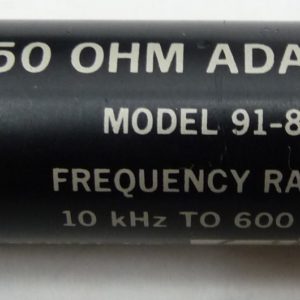 50 OHM ADA
MODEL 91-8
FREQUENCY RA
10 kHz TO 600